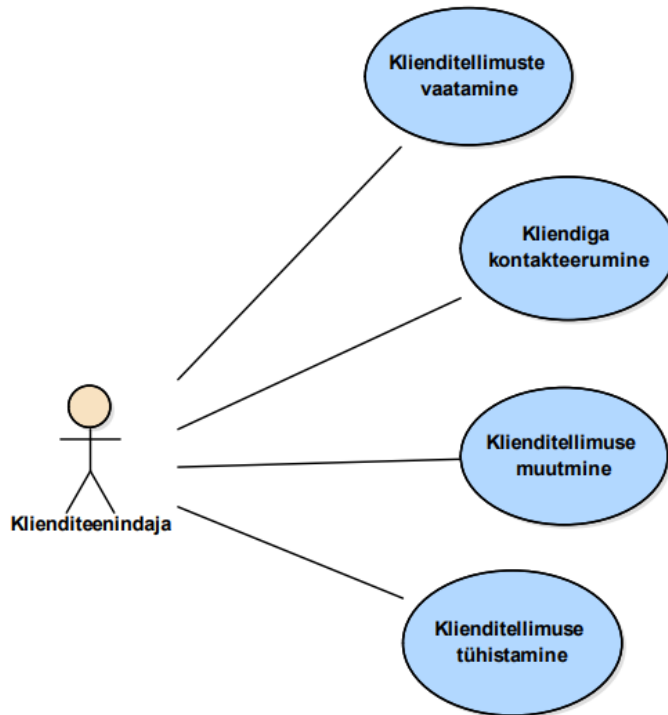 Klienditellimuste
vaatamine
Kliendiga
kontakteerumine
Klienditellimuse
muutmine
Klienditeenindaja
Klienditellimuse
tühistamine